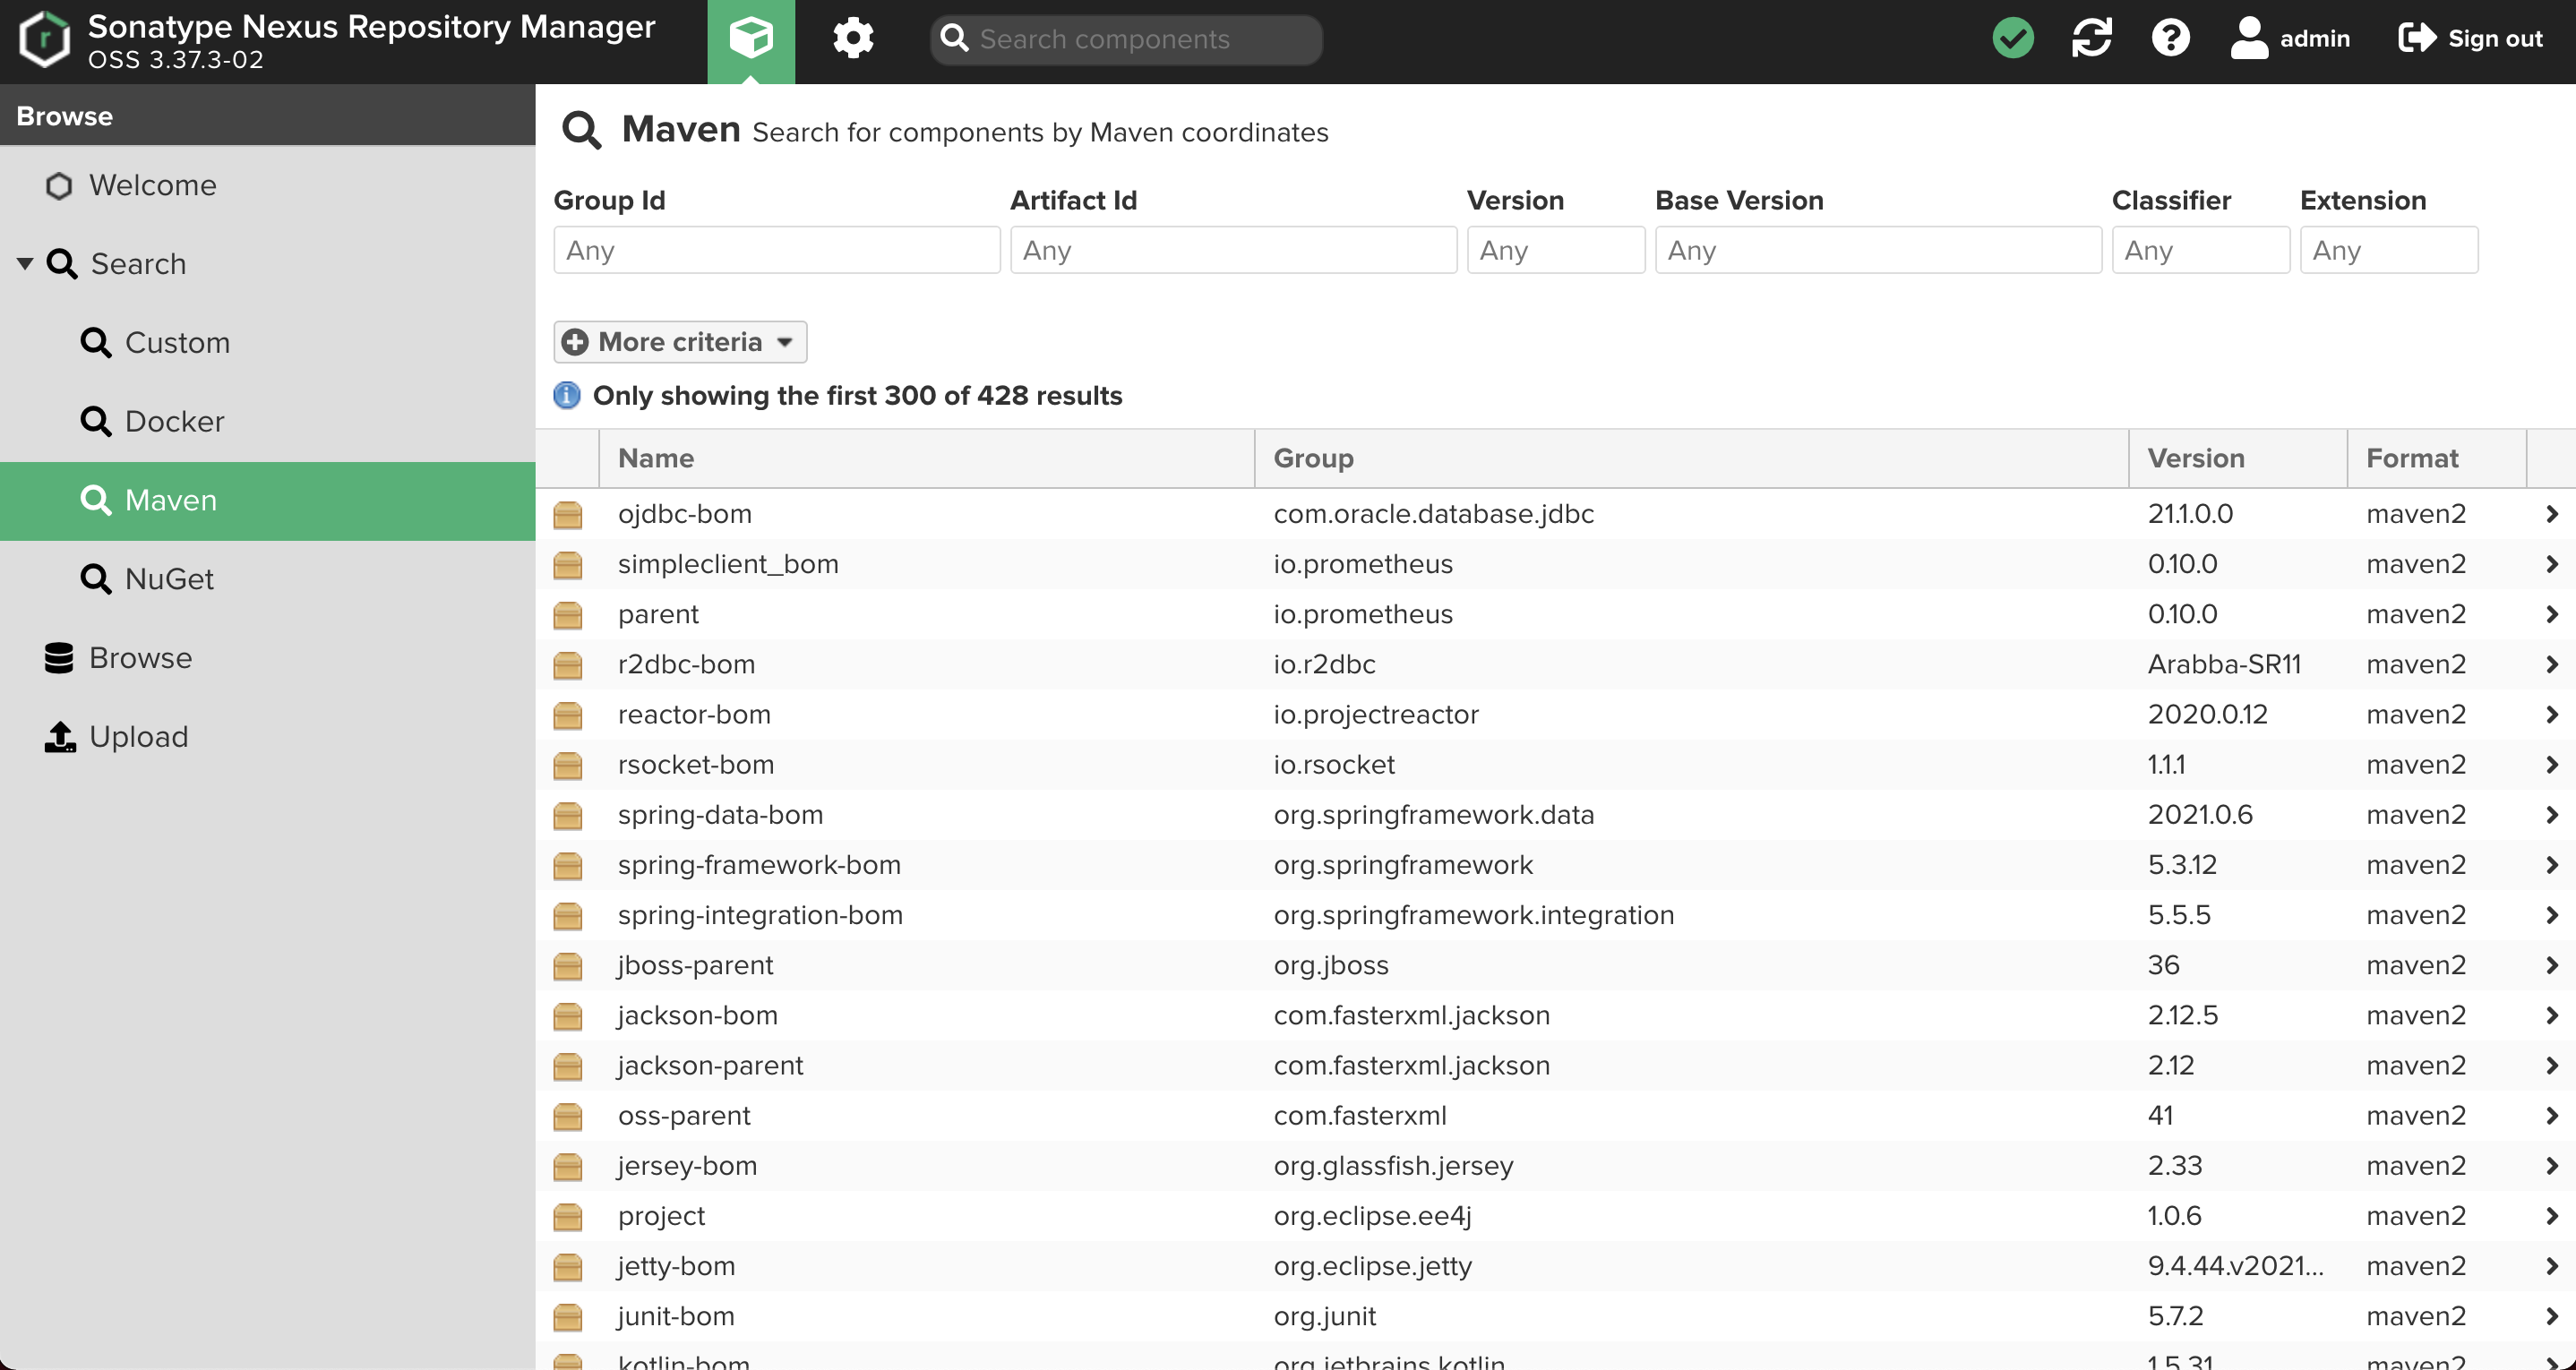 Sonatype Nexus Repository Manager
OSS 3.37.3-02
Search components
admin
Sign out
Browse
Welcome
Search
Custom
Docker
Maven
NuGet
Browse
Upload
Maven Search for components by Maven coordinates
Group Id Artifact Id Version Base Version Classifier Extension
Any Any Any Any Any Any
More criteria
Only showing the first 300 of 428 results
Name Group Version Format
ojdbc-bom com.oracle.database.jdbc 21.1.0.0 maven2
simpleclient_bom io.prometheus 0.10.0 maven2
parent io.prometheus 0.10.0 maven2
r2dbc-bom io.r2dbc Arabba-SR11 maven2
reactor-bom io.projectreactor 2020.0.12 maven2
rsocket-bom io.rsocket 1.1.1 maven2
spring-data-bom org.springframework.data 2021.0.6 maven2
spring-framework-bom org.springframework 5.3.12 maven2
spring-integration-bom org.springframework.integration 5.5.5 maven2
jboss-parent org.jboss 36 maven2
jackson-bom com.fasterxml.jackson 2.12.5 maven2
jackson-parent com.fasterxml.jackson 2.12 maven2
oss-parent com.fasterxml 41 maven2
jersey-bom org.glassfish.jersey 2.33 maven2
project org.eclipse.ee4j 1.0.6 maven2
jetty-bom org.eclipse.jetty 9.4.44.v2021... maven2
junit-bom org.junit 5.7.2 maven2
kotlin-bom org.jetbrains.kotlin 1.5.31 maven2